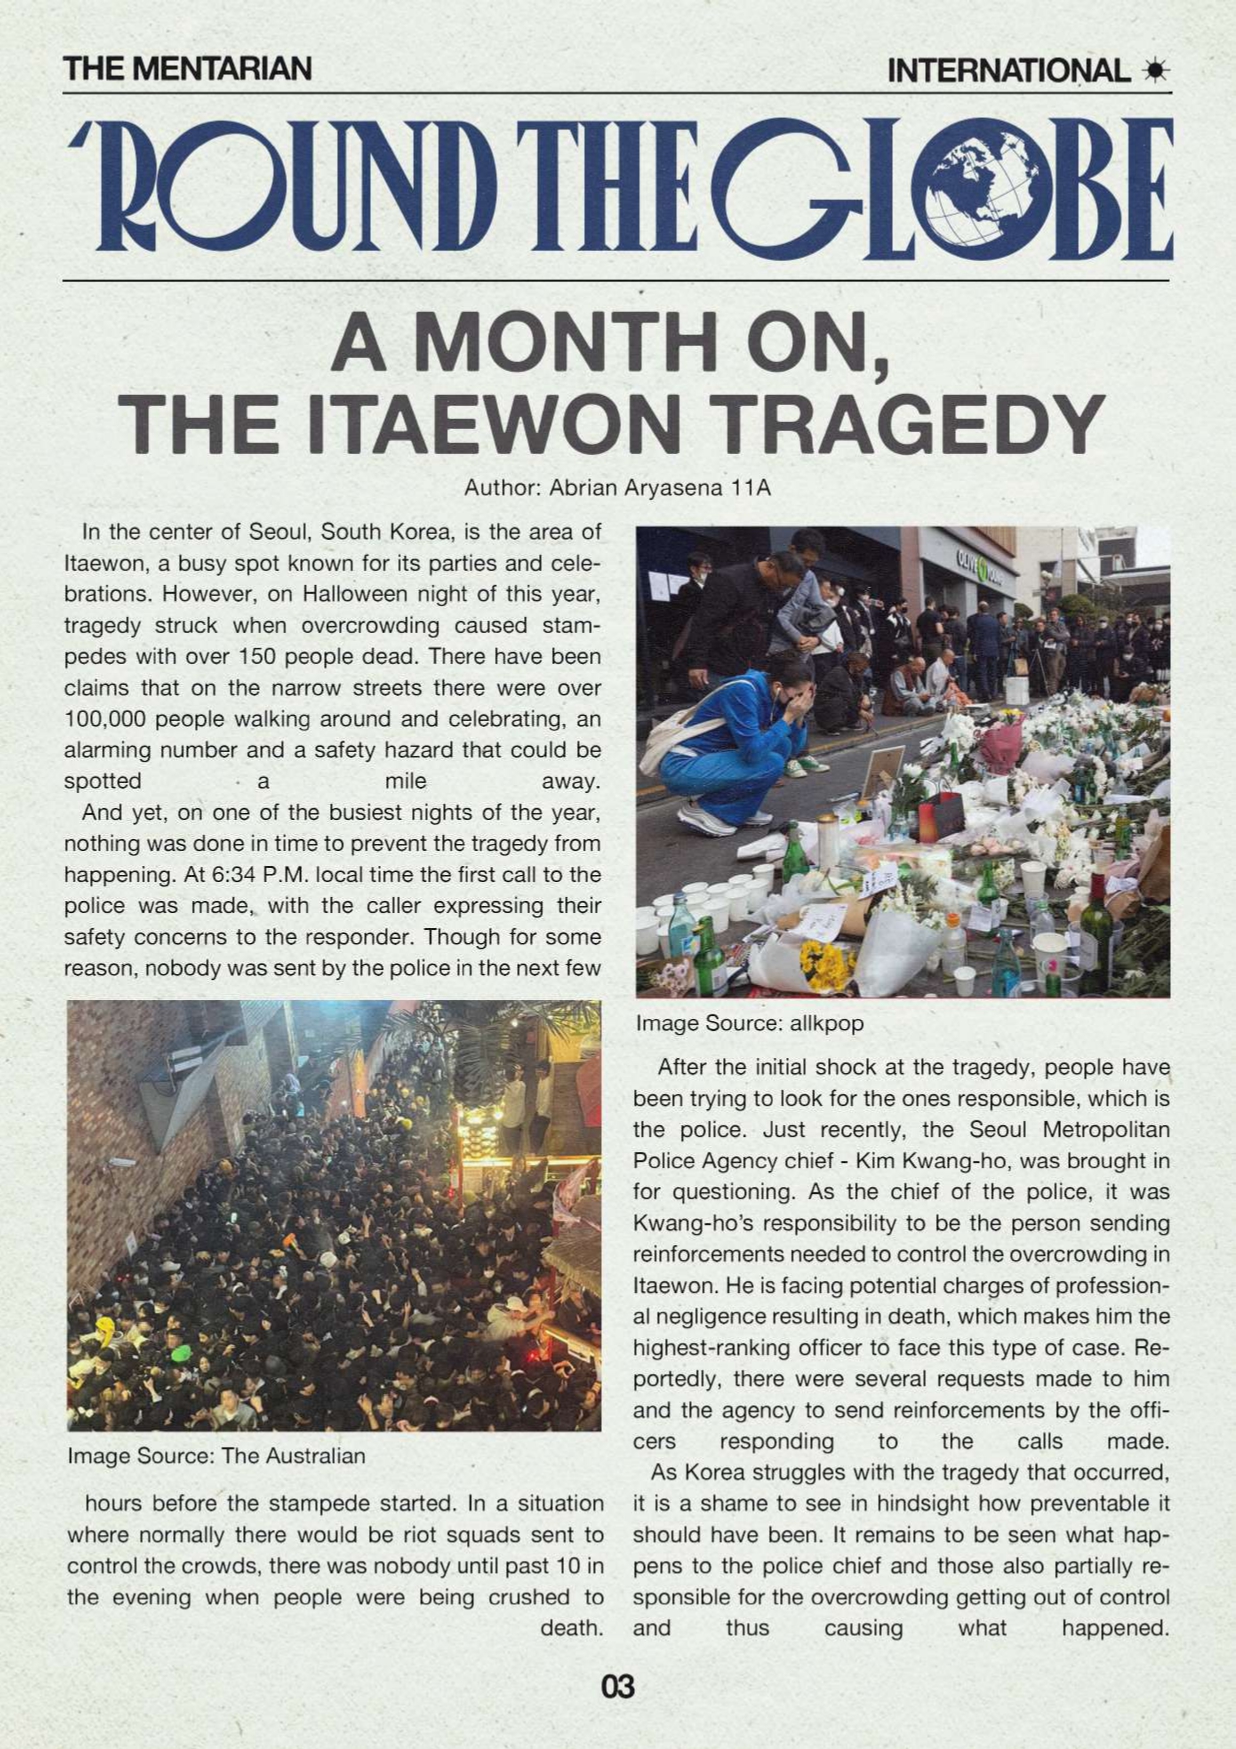 THE MENTARIAN
INTERNATIONAL
'ROUND THE GLOBE
A MONTH ON,
THE ITAEWON TRAGEDY
Author: Abrian Aryasena 11A
In the center of Seoul, South Korea, is the area of
Itaewon, a busy spot known for its parties and cele-
brations. However, on Halloween night of this year,
tragedy struck when overcrowding caused stam-
pedes with over 150 people dead. There have been
claims that on the narrow streets there were over
100,000 people walking around and celebrating, an
alarming number and a safety hazard that could be
spotted a mile away.
And yet, on one of the busiest nights of the year,
nothing was done in time to prevent the tragedy from
happening. At 6:34 P.M. local time the first call to the
police was made, with the caller expressing their
safety concerns to the responder. Though for some
reason, nobody was sent by the police in the next few
Image Source: The Australian
hours before the stampede started. In a situation
where normally there would be riot squads sent to
control the crowds, there was nobody until past 10 in
the evening when people were being crushed to
death.
OLIVE
Image Source: allkpop
After the initial shock at the tragedy, people have
been trying to look for the ones responsible, which is
the police. Just recently, the Seoul Metropolitan
Police Agency chief - Kim Kwang-ho, was brought in
for questioning. As the chief of the police, it was
Kwang-ho's responsibility to be the person sending
reinforcements needed to control the overcrowding in
Itaewon. He is facing potential charges of profession-
al negligence resulting in death, which makes him the
highest-ranking officer to face this type of case. Re-
portedly, there were several requests made to him
and the agency to send reinforcements by the offi-
cers responding to the calls made.
As Korea struggles with the tragedy that occurred,
it is a shame to see in hindsight how preventable it
should have been. It remains to be seen what hap-
pens to the police chief and those also partially re-
sponsible for the overcrowding getting out of control
and thus causing what happened.
03